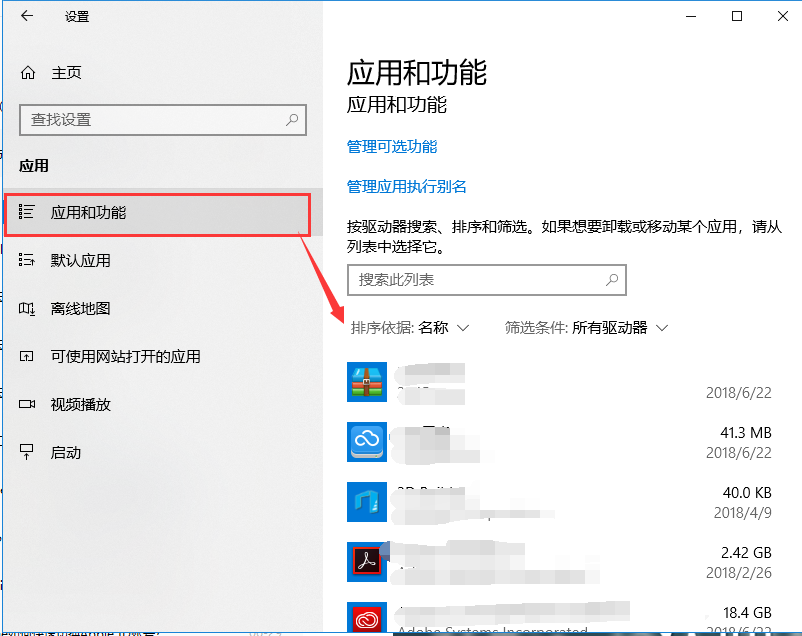 设置
主页
查找设置
应用
应用和功能
默认应用
离线地图
可使用网站打开的应用
视频播放
启动
应用和功能
应用和功能
管理可选功能
管理应用执行别名
按驱动器搜索、排序和筛选。如果想要卸载或移动某个应用，请从
列表中选择它。
搜索此列表
排序依据: 名称 筛选条件: 所有驱动器
2018/6/22
41.3 MB
2018/6/22
40.0 KB
2018/4/9
2.42 GB
2018/2/26
18.4 GB
Adobe Systems Incorporated
2018/6/22